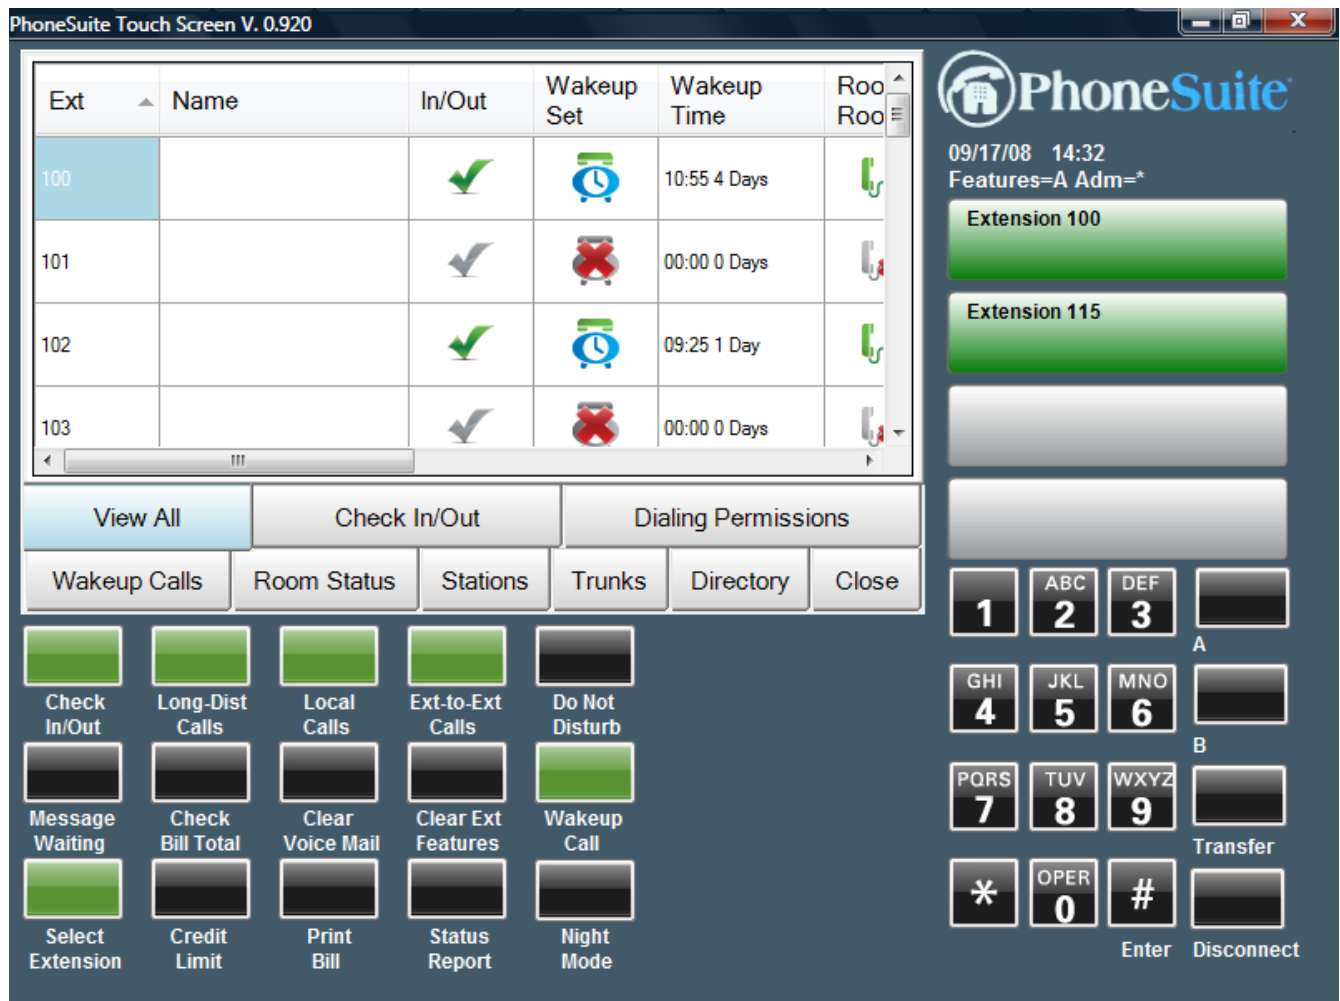 PhoneSuite Touch Screen V. 0.920
Ext Name In/Out Wakeup Set Wakeup Time Roo Roo
100 10:55 4 Days
101 00:00 0 Days
102 09:25 1 Day
103 00:00 0 Days
View All Check In/Out Dialing Permissions
Wakeup Calls Room Status Stations Trunks Directory Close
Check In/Out Long-Dist Calls Local Calls Ext-to-Ext Calls Do Not Disturb
Message Waiting Check Bill Total Clear Voice Mail Clear Ext Features Wakeup Call
Select Extension Credit Limit Print Bill Status Report Night Mode
PhoneSuite
09/17/08 14:32
Features=A Adm=*
Extension 100
Extension 115
1 ABC 2 DEF 3 A
GHI 4 JKL 5 MNO 6 B
PQRS 7 TUV 8 WXYZ 9 Transfer
* OPER 0 # Enter Disconnect